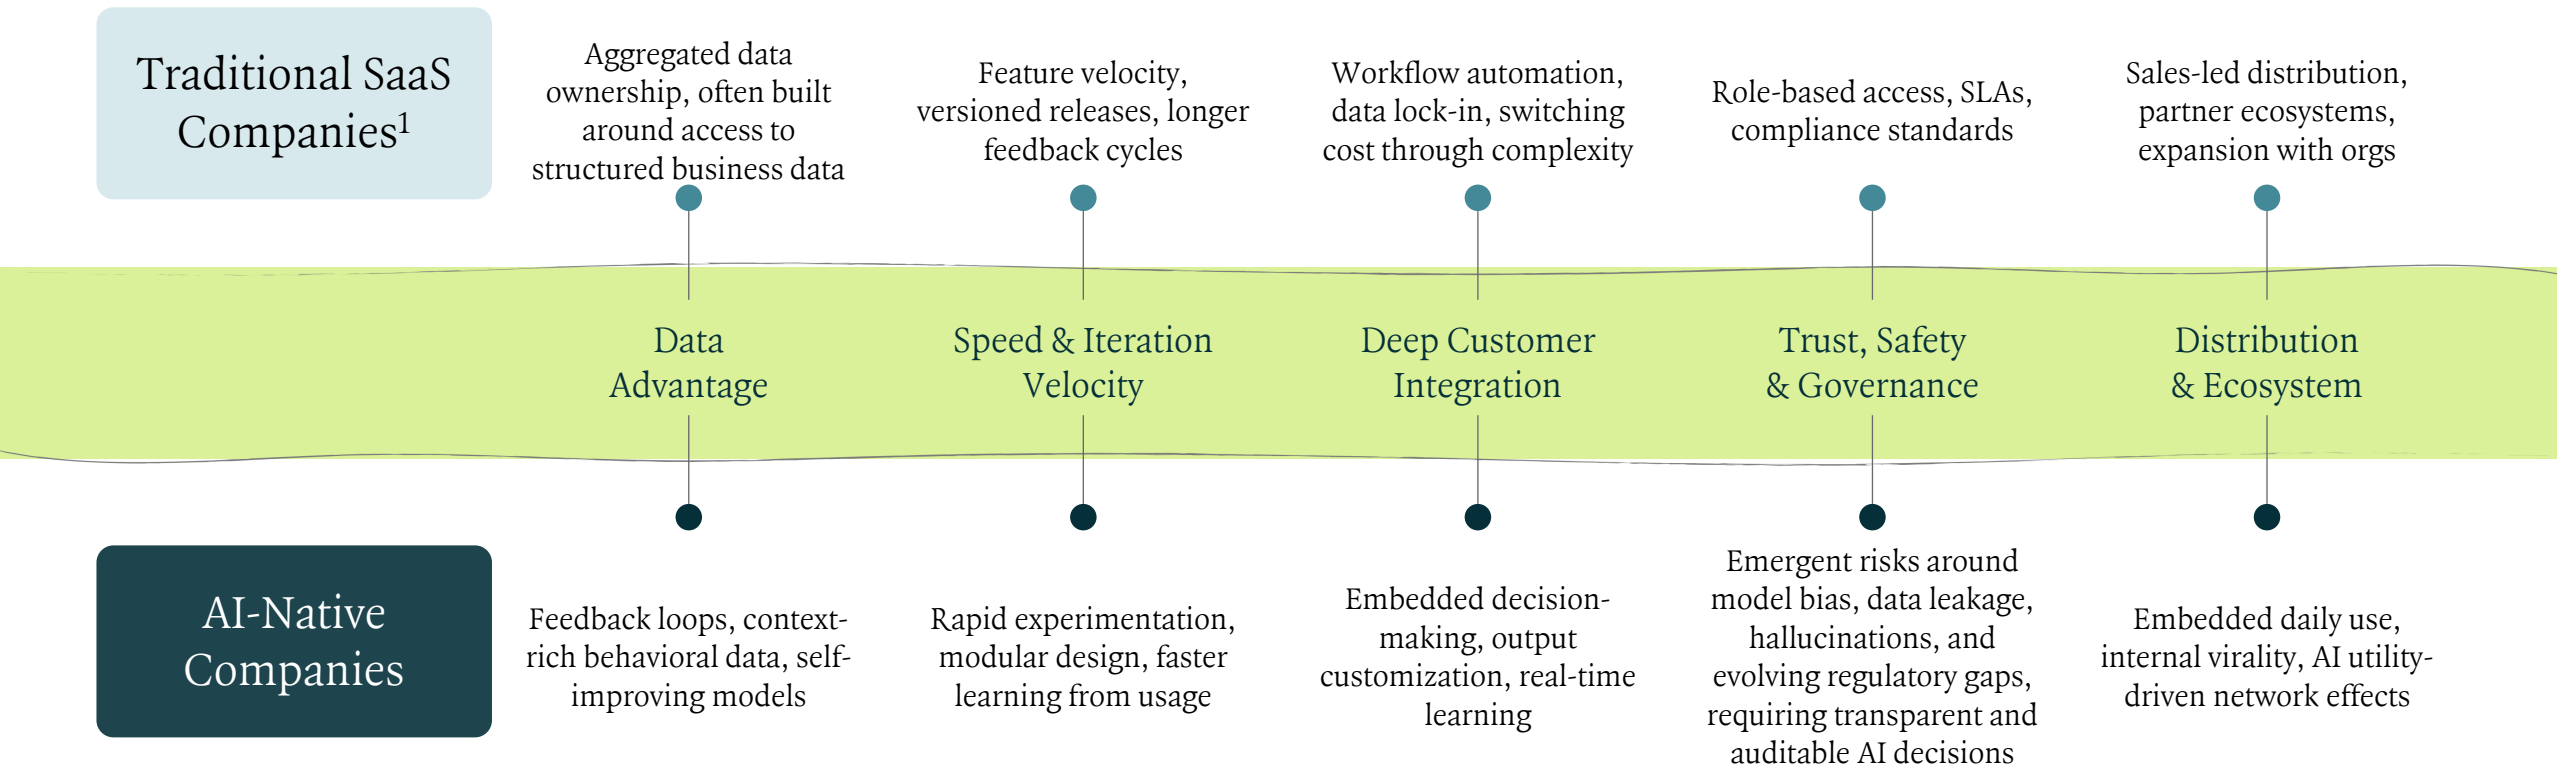 Traditional SaaS
Companies¹
Aggregated data
ownership, often built
around access to
structured business data
Feature velocity,
versioned releases, longer
feedback cycles
Workflow automation,
data lock-in, switching
cost through complexity
Role-based access, SLAs,
compliance standards
Sales-led distribution,
partner ecosystems,
expansion with orgs
Data
Advantage
Speed & Iteration
Velocity
Deep Customer
Integration
Trust, Safety
& Governance
Distribution
& Ecosystem
AI-Native
Companies
Feedback loops, context-
rich behavioral data, self-
improving models
Rapid experimentation,
modular design, faster
learning from usage
Embedded decision-
making, output
customization, real-time
learning
Emergent risks around
model bias, data leakage,
hallucinations, and
evolving regulatory gaps,
requiring transparent and
auditable AI decisions
Embedded daily use,
internal virality, AI utility-
driven network effects